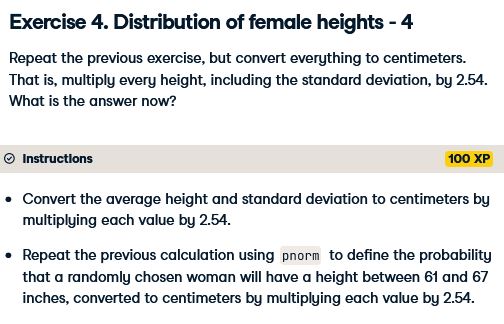 Exercise 4. Distribution of female heights - 4
Repeat the previous exercise, but convert everything to centimeters.
That is, multiply every height, including the standard deviation, by 2.54.
What is the answer now?
Instructions
100 XP
• Convert the average height and standard deviation to centimeters by
multiplying each value by 2.54.
• Repeat the previous calculation using pnorm to define the probability
that a randomly chosen woman will have a height between 61 and 67
inches, converted to centimeters by multiplying each value by 2.54.